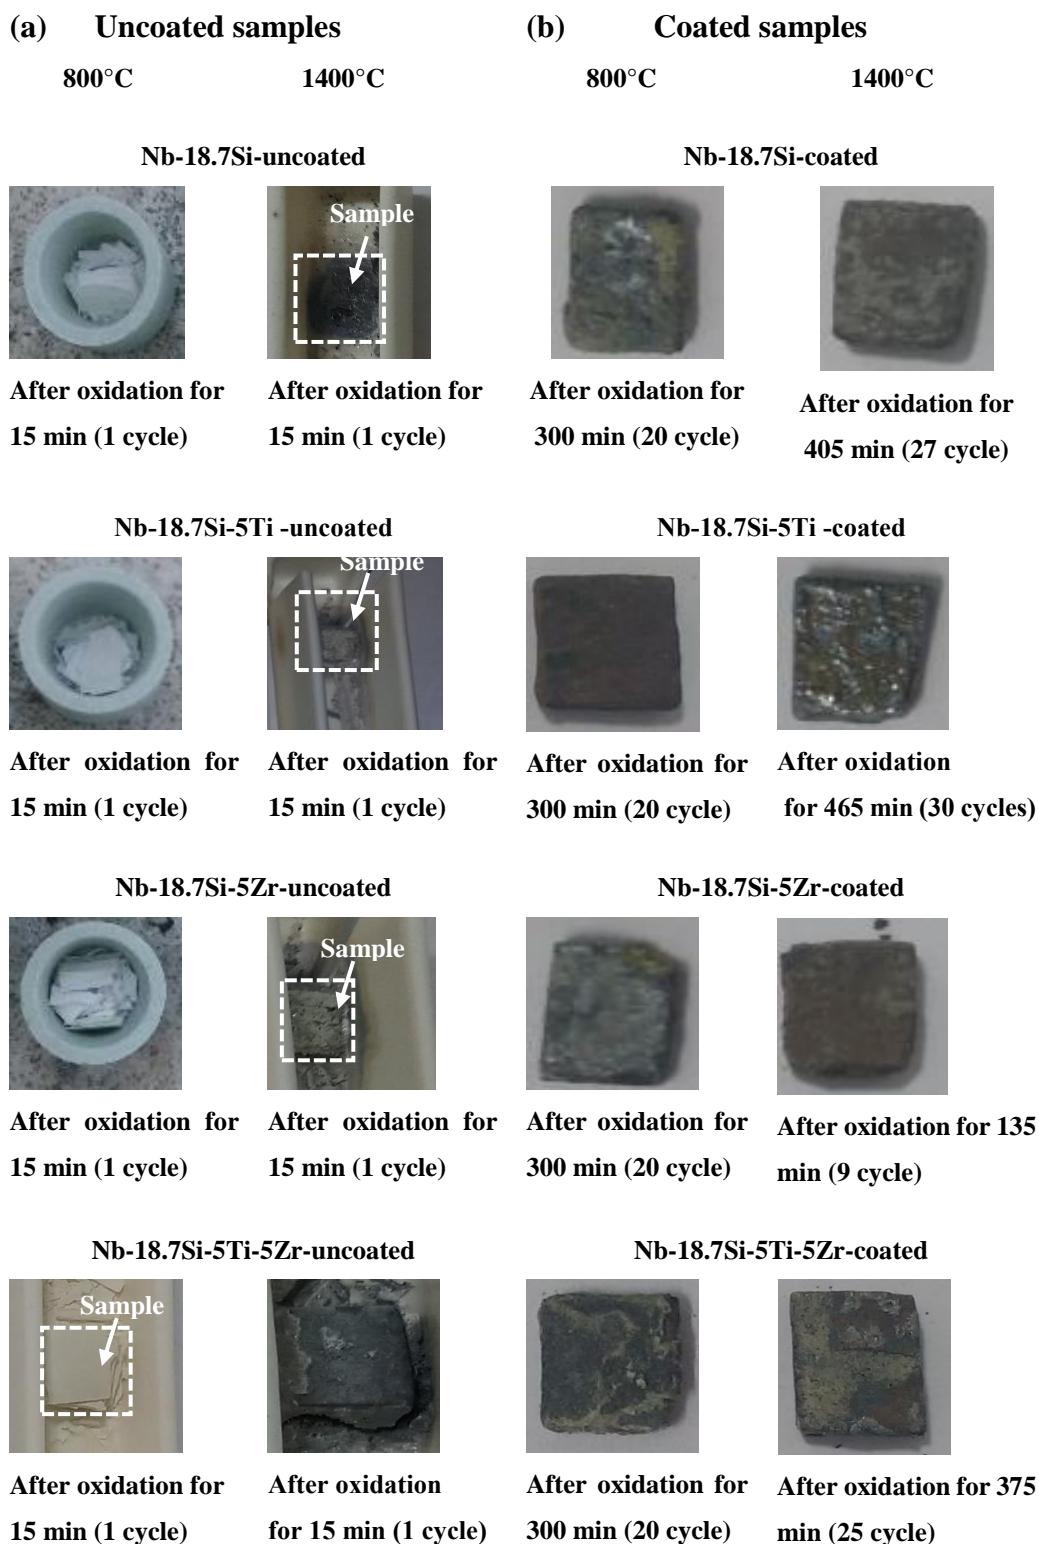 (a) Uncoated samples (b) Coated samples
800°C 1400°C 800°C 1400°C
Nb-18.7Si-uncoated Nb-18.7Si-coated
Sample
After oxidation for After oxidation for After oxidation for After oxidation for
15 min (1 cycle) 15 min (1 cycle) 300 min (20 cycle) 405 min (27 cycle)
Nb-18.7Si-5Ti -uncoated Nb-18.7Si-5Ti -coated
Sample
After oxidation for After oxidation for After oxidation for After oxidation
15 min (1 cycle) 15 min (1 cycle) 300 min (20 cycle) for 465 min (30 cycles)
Nb-18.7Si-5Zr-uncoated Nb-18.7Si-5Zr-coated
Sample
After oxidation for After oxidation for After oxidation for After oxidation for 135
15 min (1 cycle) 15 min (1 cycle) 300 min (20 cycle) min (9 cycle)
Nb-18.7Si-5Ti-5Zr-uncoated Nb-18.7Si-5Ti-5Zr-coated
Sample
After oxidation for After oxidation After oxidation for After oxidation for 375
15 min (1 cycle) for 15 min (1 cycle) 300 min (20 cycle) min (25 cycle)